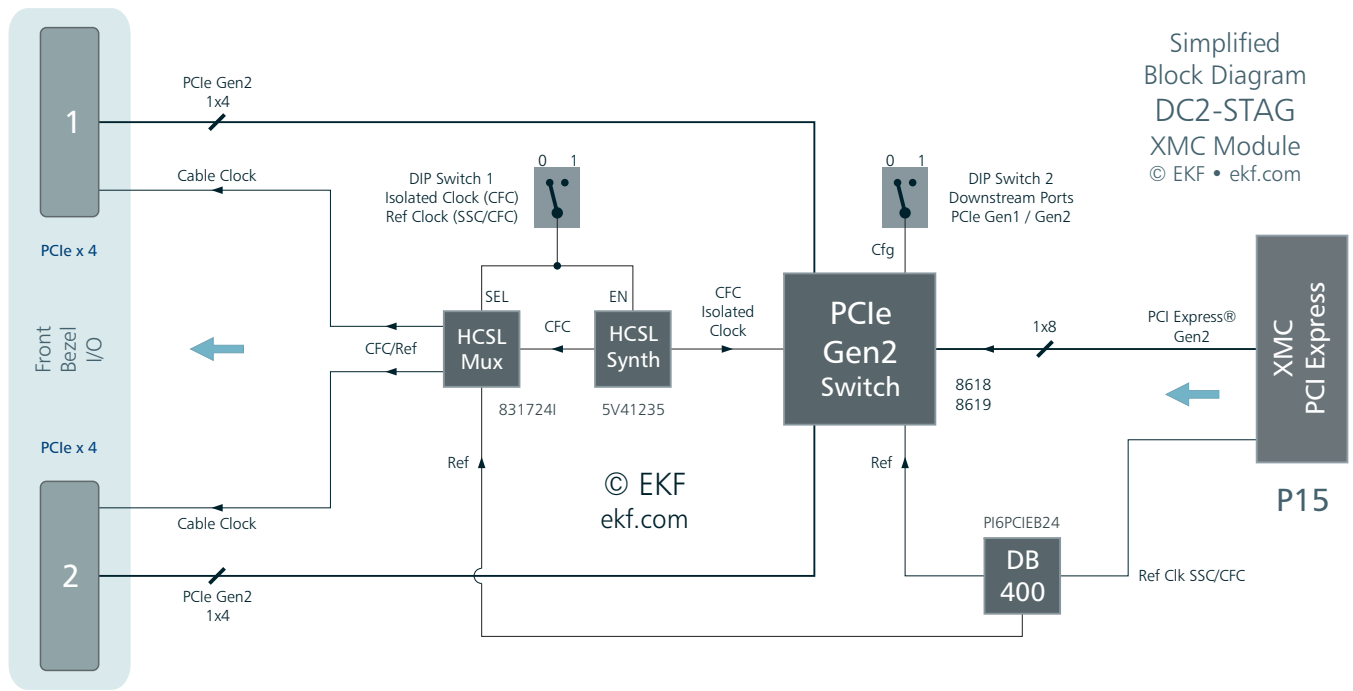 Simplified
Block Diagram
DC2-STAG
XMC Module
© EKF • ekf.com
1
PCIe Gen2
1x4
Cable Clock
PCIe x 4
Front
Bezel
I/O
PCIe x 4
2
Cable Clock
PCIe Gen2
1x4
0 1
DIP Switch 1
Isolated Clock (CFC)
Ref Clock (SSC/CFC)
SEL
EN
CFC/Ref
HCSL
Mux
831724I
CFC
HCSL
Synth
5V41235
CFC
Isolated
Clock
Ref
© EKF
ekf.com
0 1
DIP Switch 2
Downstream Ports
PCIe Gen1 / Gen2
Cfg
PCIe
Gen2
Switch
8618
8619
1x8
PCI Express®
Gen2
XMC
PCI Express
P15
Ref
PI6PCIEB24
DB
400
Ref Clk SSC/CFC